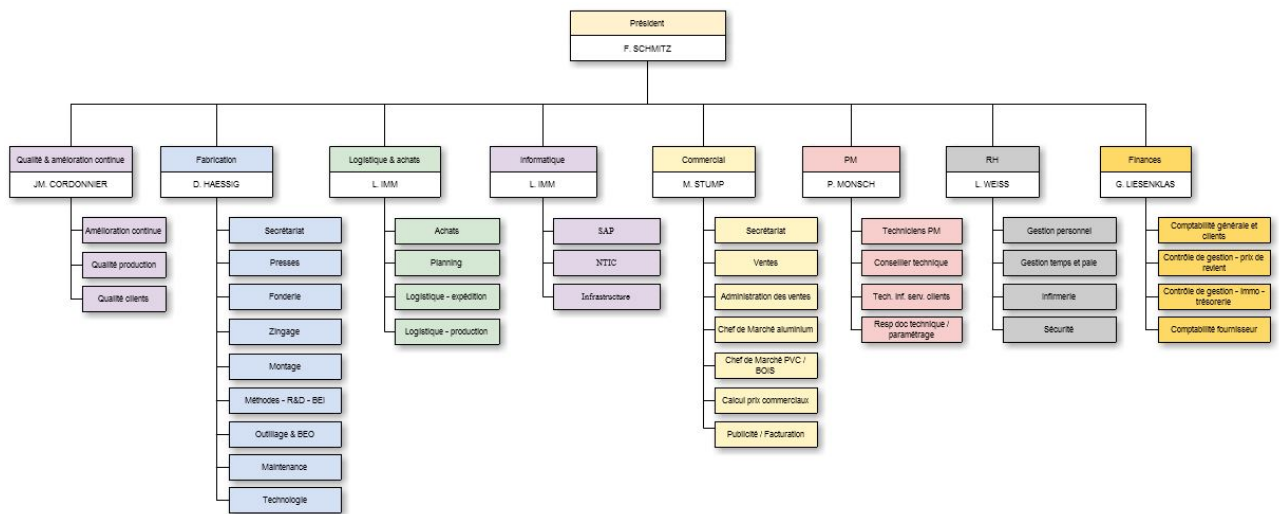 Président
F. SCHMITZ
Qualité & amélioration continue
JM. CORDONNIER
Amélioration continue
Qualité production
Qualité clients
Fabrication
D. HAESSIG
Secrétariat
Presses
Fonderie
Zingage
Montage
Méthodes - R&D - BEI
Outillage & BEO
Maintenance
Technologie
Logistique & achats
L. IMM
Achats
Planning
Logistique - expédition
Logistique - production
Informatique
L. IMM
SAP
NTIC
Infrastructure
Commercial
M. STUMP
Secrétariat
Ventes
Administration des ventes
Chef de Marché aluminium
Chef de Marché PVC /
BOIS
Calcul prix commerciaux
Publicité / Facturation
PM
P. MONSCH
Techniciens PM
Conseiller technique
Tech. inf. serv. clients
Resp doc technique /
paramétrage
RH
L. WEISS
Gestion personnel
Gestion temps et paie
Infirmerie
Sécurité
Finances
G. LIESENKLAS
Comptabilité générale et
clients
Contrôle de gestion - prix de
revient
Contrôle de gestion - immo -
trésorerie
Comptabilité fournisseur